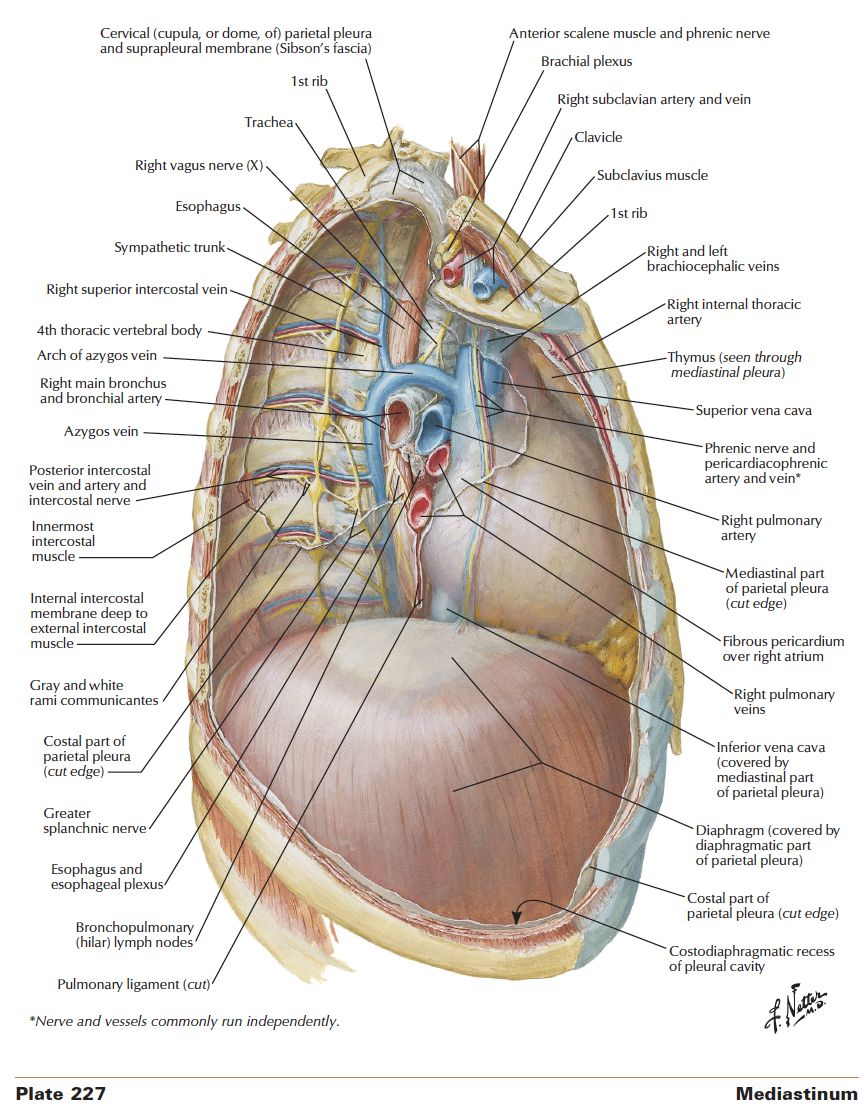 Cervical (cupula, or dome, of) parietal pleura
and suprapleural membrane (Sibson's fascia)
1st rib
Trachea
Right vagus nerve (X)
Esophagus
Sympathetic trunk
Right superior intercostal vein
4th thoracic vertebral body
Arch of azygos vein
Right main bronchus
and bronchial artery
Azygos vein
Posterior intercostal
vein and artery and
intercostal nerve
Innermost
intercostal
muscle
Internal intercostal
membrane deep to
external intercostal
muscle
Gray and white
rami communicantes
Costal part of
parietal pleura
(cut edge)
Greater
splanchnic nerve
Esophagus and
esophageal plexus
Bronchopulmonary
(hilar) lymph nodes
Pulmonary ligament (cut)
Anterior scalene muscle and phrenic nerve
Brachial plexus
Right subclavian artery and vein
Clavicle
Subclavius muscle
1st rib
Right and left
brachiocephalic veins
Right internal thoracic
artery
Thymus (seen through
mediastinal pleura)
Superior vena cava
Phrenic nerve and
pericardiacophrenic
artery and vein*
Right pulmonary
artery
Mediastinal part
of parietal pleura
(cut edge)
Fibrous pericardium
over right atrium
Right pulmonary
veins
Inferior vena cava
(covered by
mediastinal part
of parietal pleura)
Diaphragm (covered by
diaphragmatic part
of parietal pleura)
Costal part of
parietal pleura (cut edge)
Costodiaphragmatic recess
of pleural cavity
F. Netter
M.D.
*Nerve and vessels commonly run independently.
Plate 227
Mediastinum